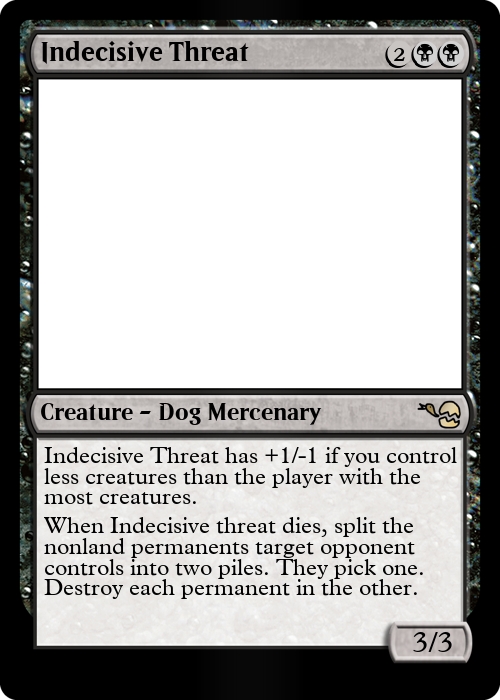 Indecisive Threat 2
Creature - Dog Mercenary
Indecisive Threat has +1/-1 if you control
less creatures than the player with the
most creatures.
When Indecisive threat dies, split the
nonland permanents target opponent
controls into two piles. They pick one.
Destroy each permanent in the other.
3/3